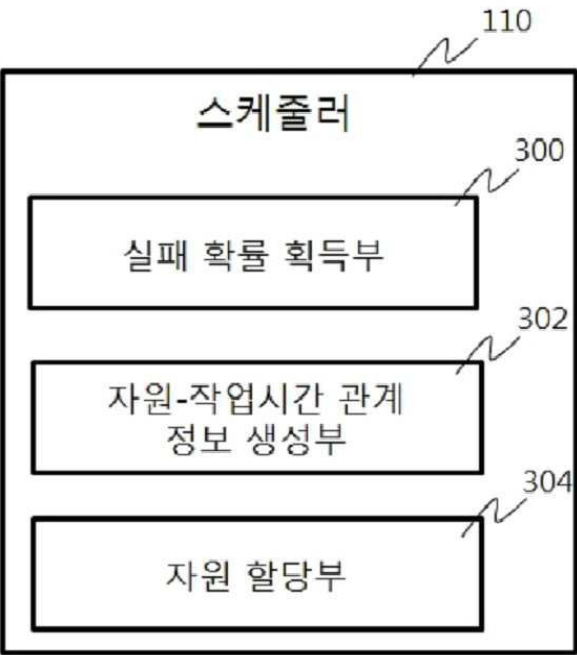 110
스케줄러
300
실패 확률 획득부
302
자원-작업시간 관계
정보 생성부
304
자원 할당부